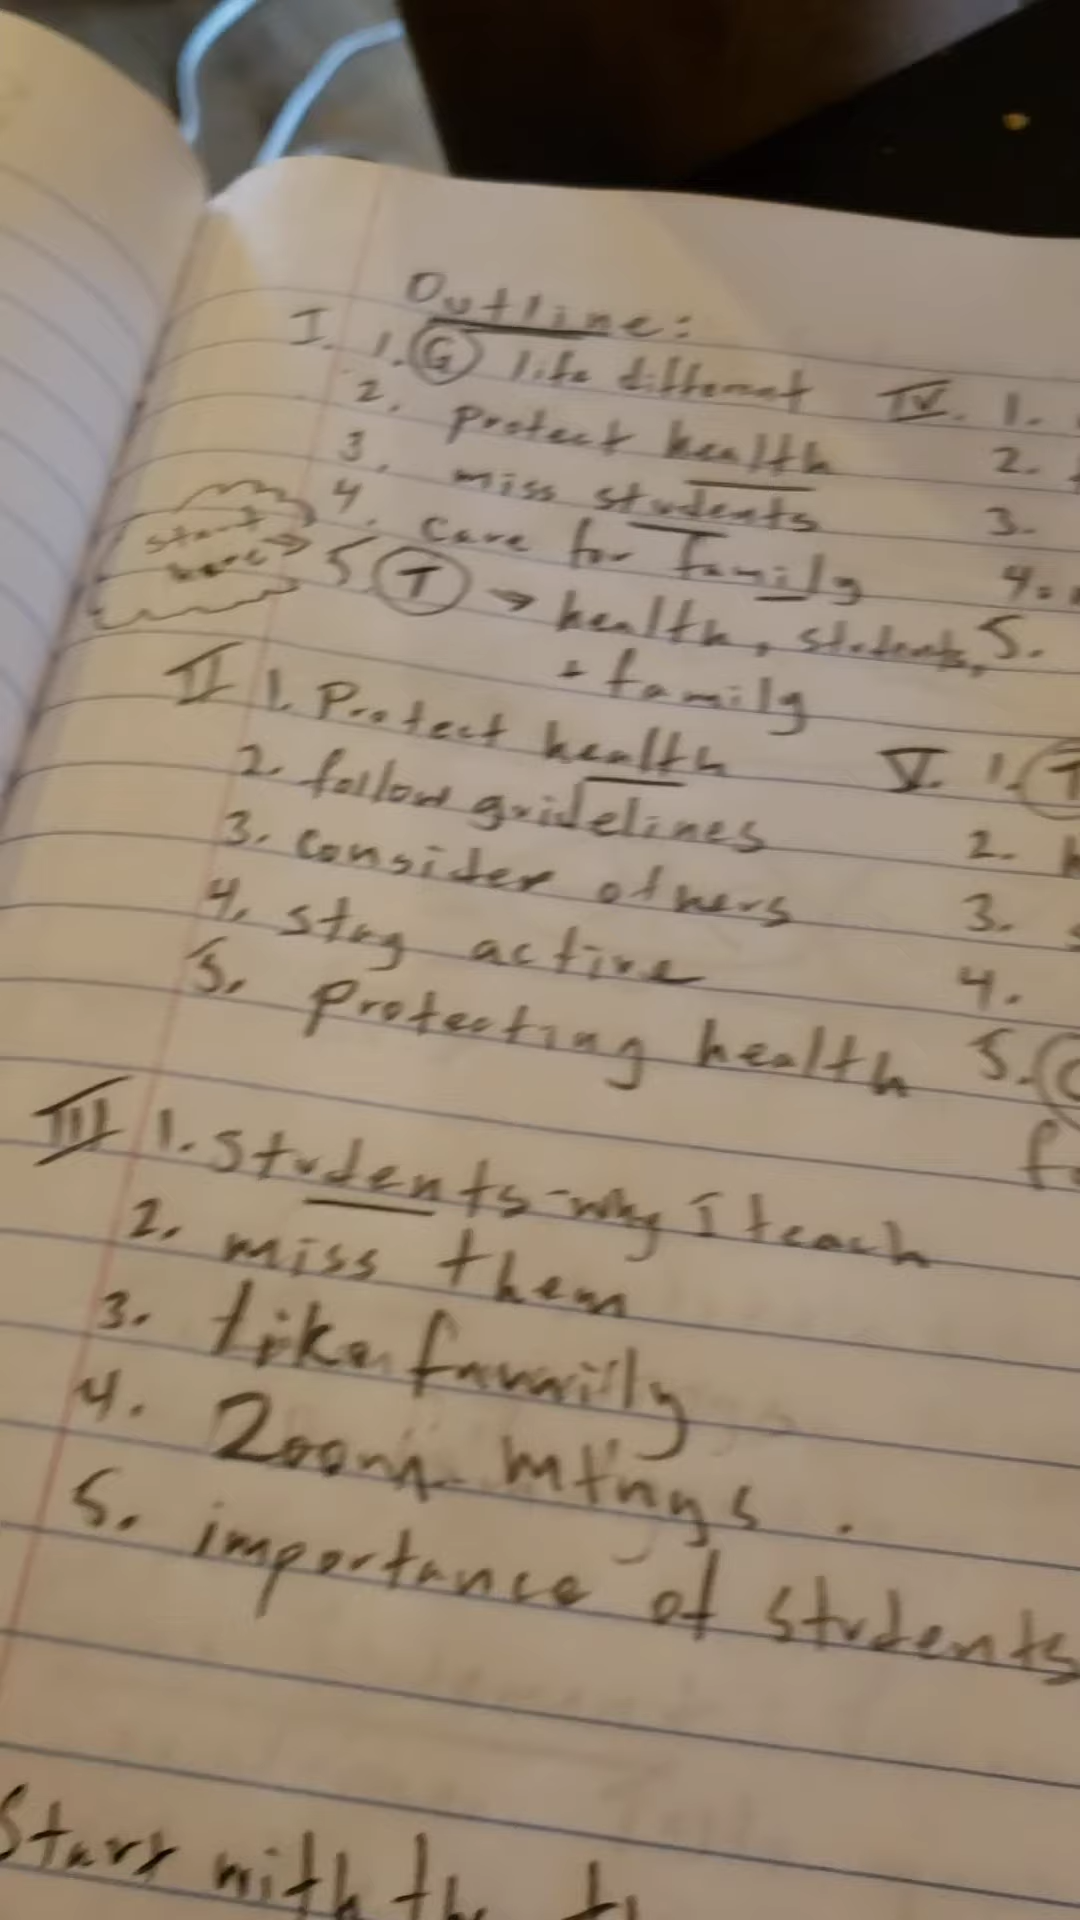 Outline:
I. 1. G life different
2. protect health
3. miss students
4. care for family
start here → 5 T → health, students,
+ family
II 1. Protect health
2. follow guidelines
3. consider others
4. stay active
5. Protecting health
III 1. Students - why I teach
2. miss them
3. like family
4. Zoom mtngs.
5. importance of students
IV. 1.
2.
3.
4.
5.
V. 1. T
2.
3.
4.
5.
Start with the